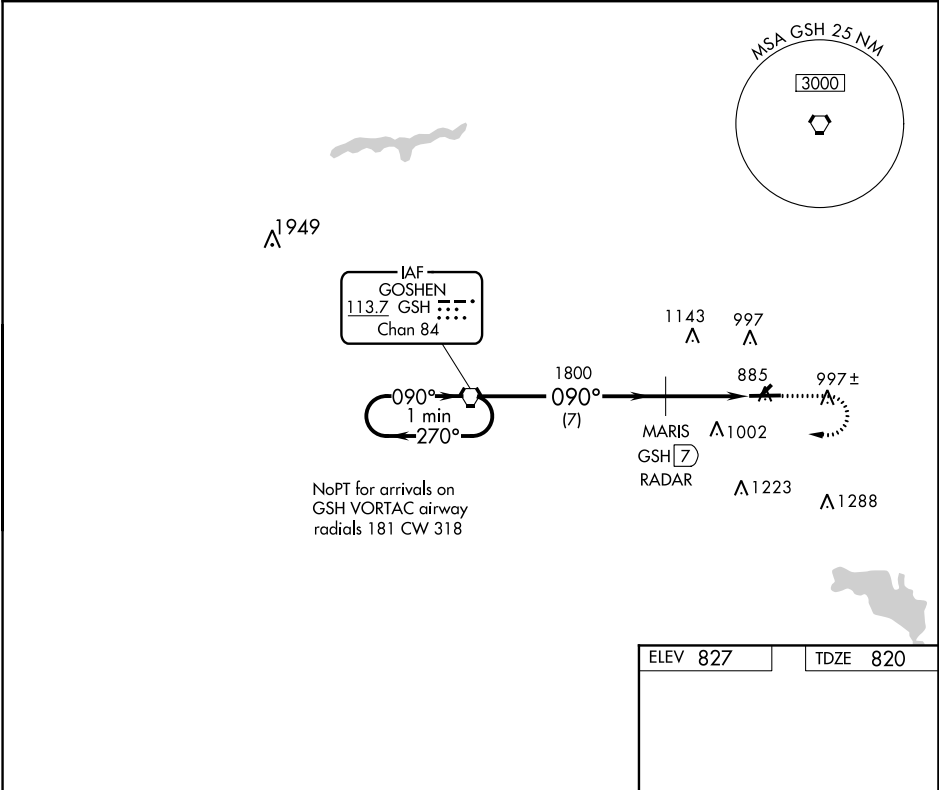 MSA GSH 25 NM
3000
1949
IAF
GOSHEN
113.7 GSH
Chan 84
1143
997
1800
885
997±
090°
090°
1 min
(7)
270°
MARIS
GSH 7
RADAR
1002
1223
1288
NoPT for arrivals on
GSH VORTAC airway
radials 181 CW 318
ELEV 827
TDZE 820